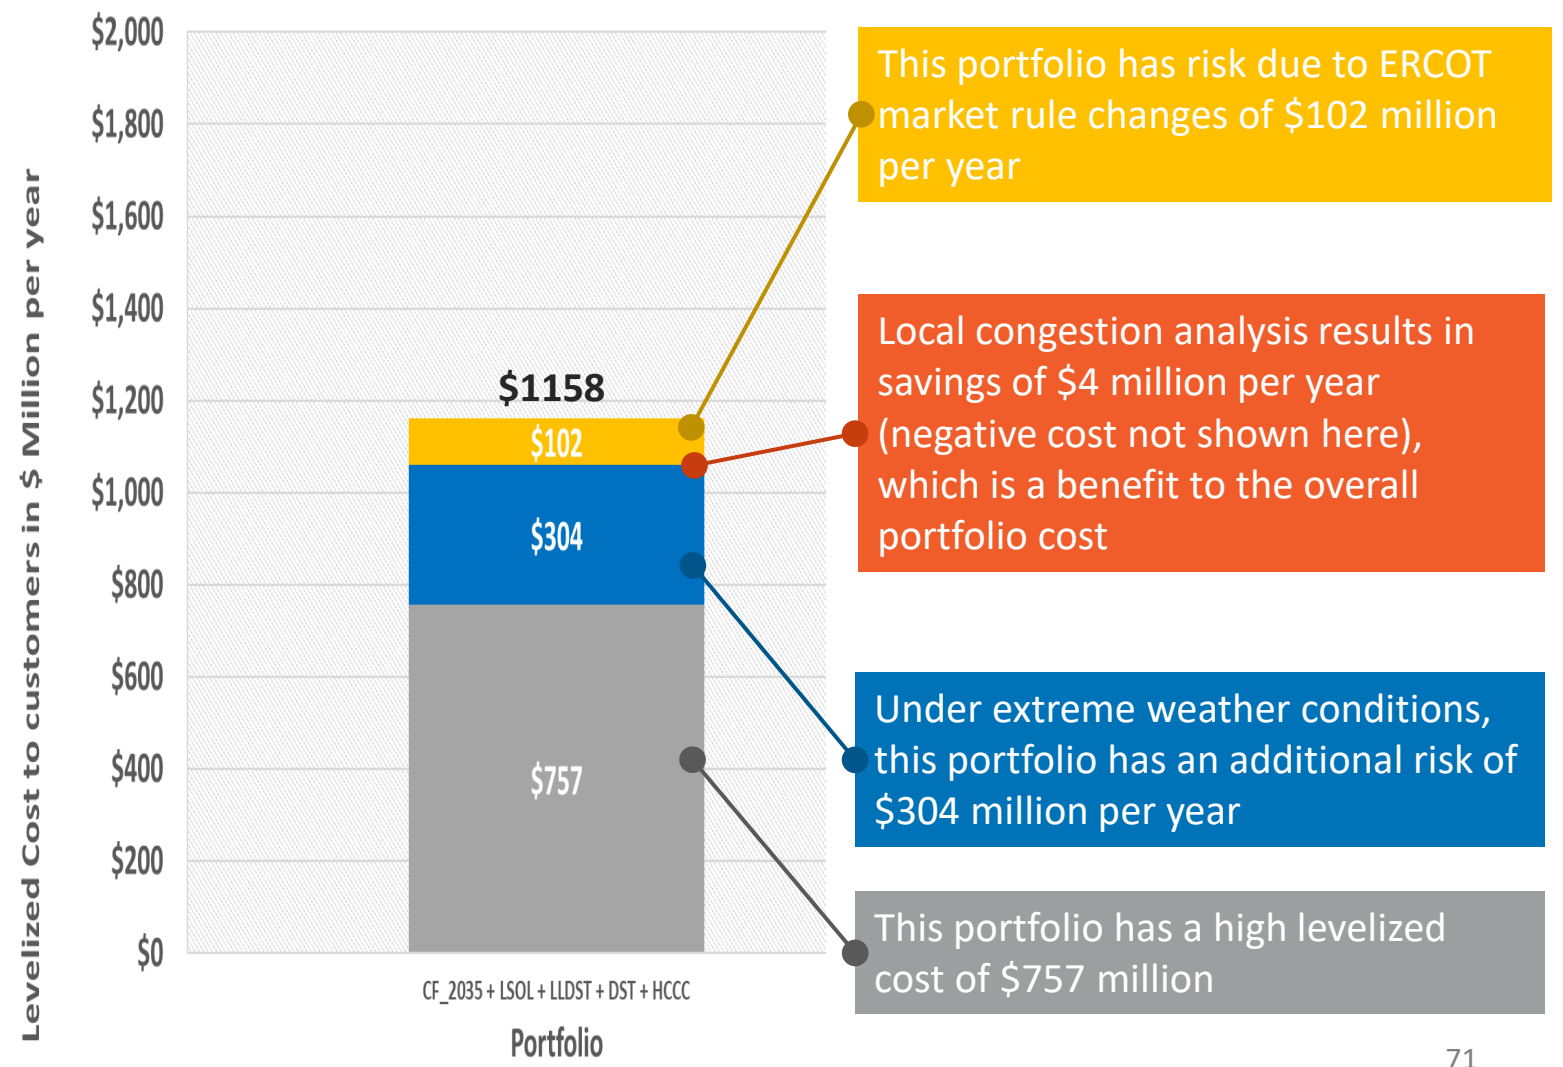 Levelized Cost to customers in $ Million per year
$2,000
$1,800
$1,600
$1,400
$1,200
$1,000
$800
$600
$400
$200
$0
$1158
$102
$304
$757
CF_2035 + LSOL + LLDST + DST + HCCC
Portfolio
This portfolio has risk due to ERCOT
market rule changes of $102 million
per year
Local congestion analysis results in
savings of $4 million per year
(negative cost not shown here),
which is a benefit to the overall
portfolio cost
Under extreme weather conditions,
this portfolio has an additional risk of
$304 million per year
This portfolio has a high levelized
cost of $757 million
71